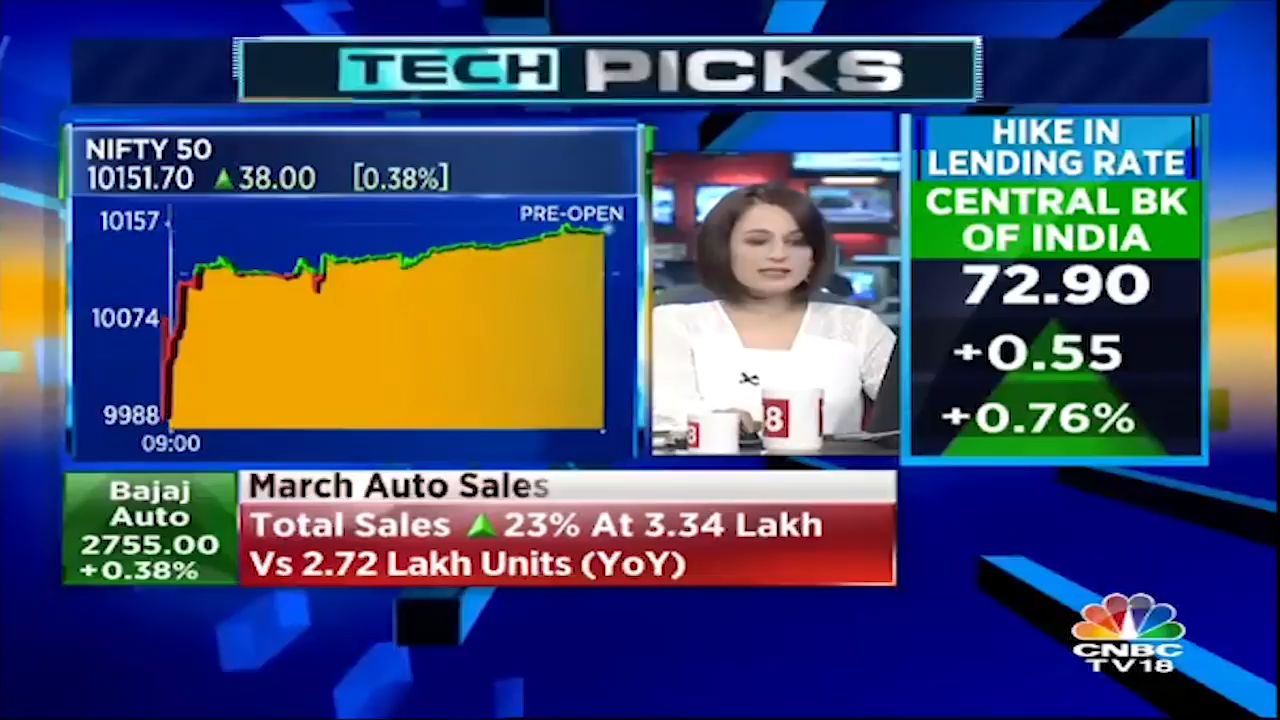 TECH PICKS
NIFTY 50
10151.70 ▲ 38.00 [0.38%]
PRE-OPEN
10157
10074
9988
09:00
HIKE IN
LENDING RATE
CENTRAL BK
OF INDIA
72.90
+0.55
+0.76%
8
8
Bajaj
Auto
2755.00
+0.38%
March Auto Sales
Total Sales ▲ 23% At 3.34 Lakh
Vs 2.72 Lakh Units (YoY)
CNBC
TV18